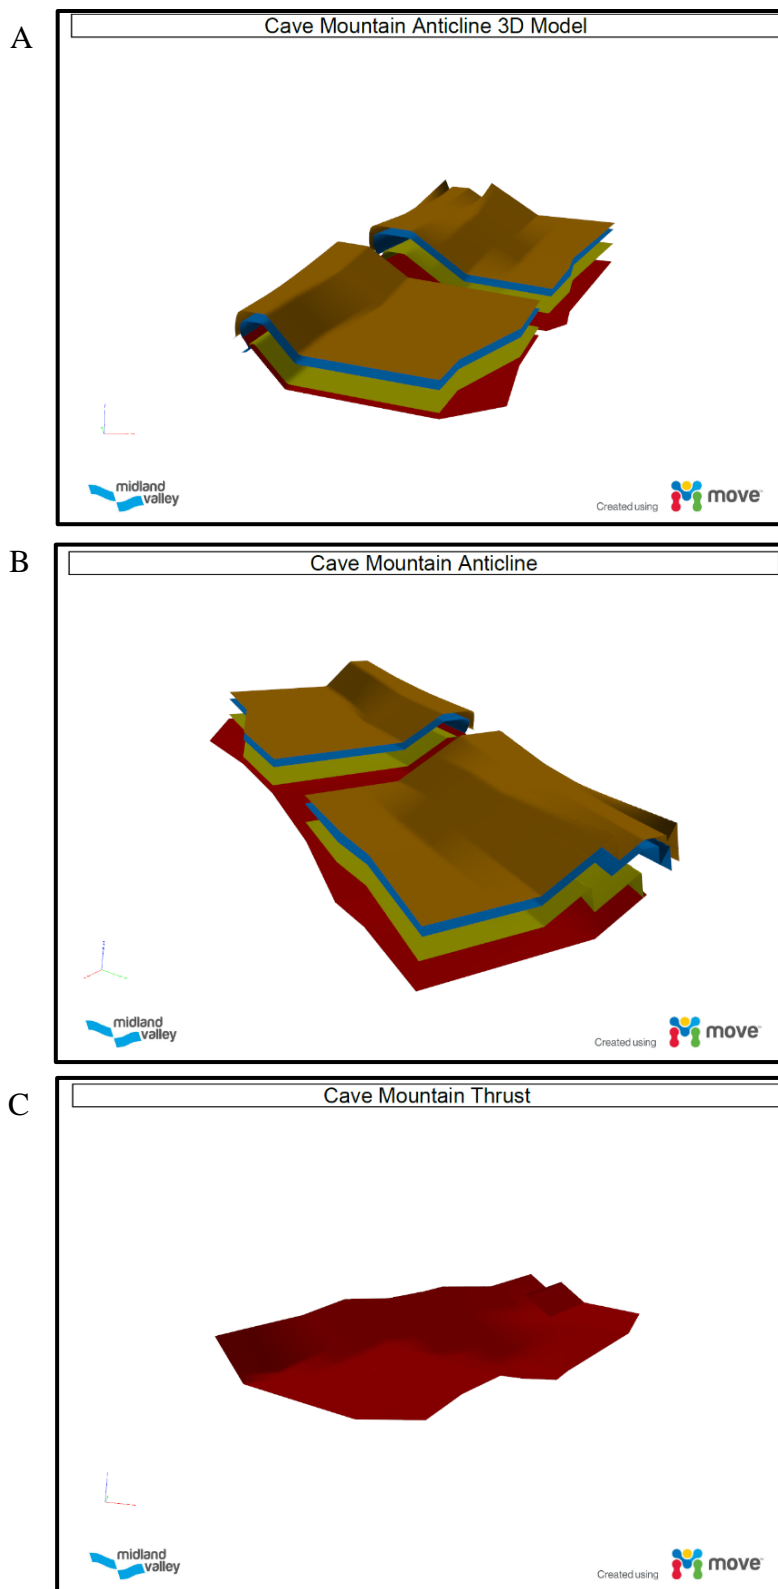 A
Cave Mountain Anticline 3D Model
midland
valley
Created using
move
B
Cave Mountain Anticline
midland
valley
Created using
move
C
Cave Mountain Thrust
midland
valley
Created using
move